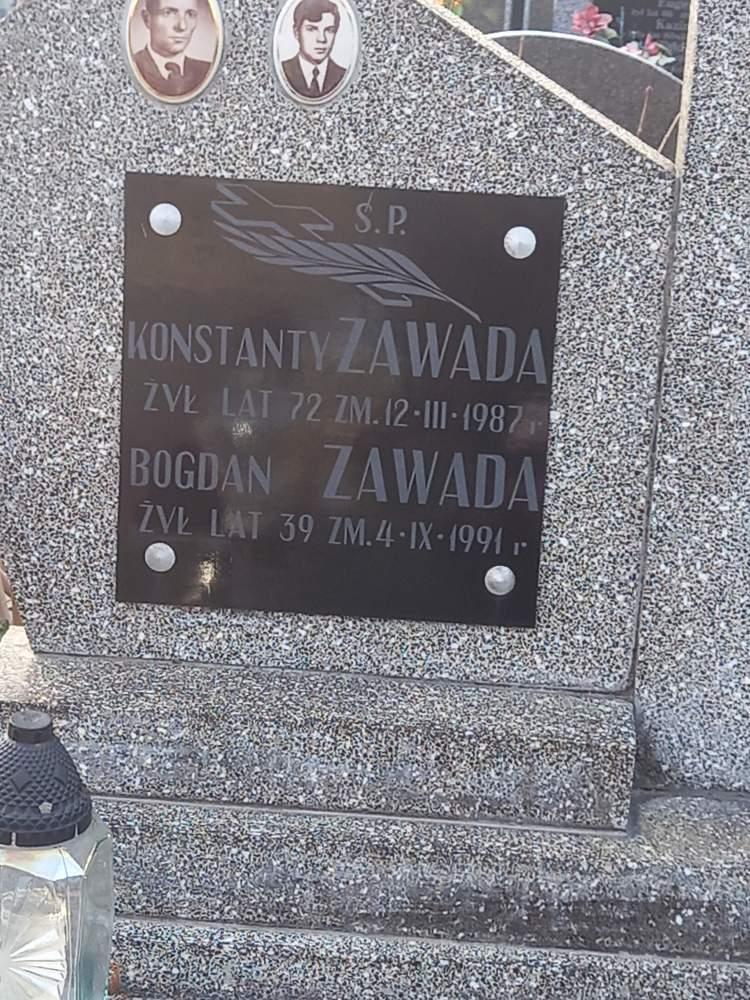 Ś.P.
KONSTANTY ZAWADA
ŻYŁ LAT 72 ZM. 12·III·1987 r
BOGDAN ZAWADA
ŻYŁ LAT 39 ZM. 4·IX·1991 r